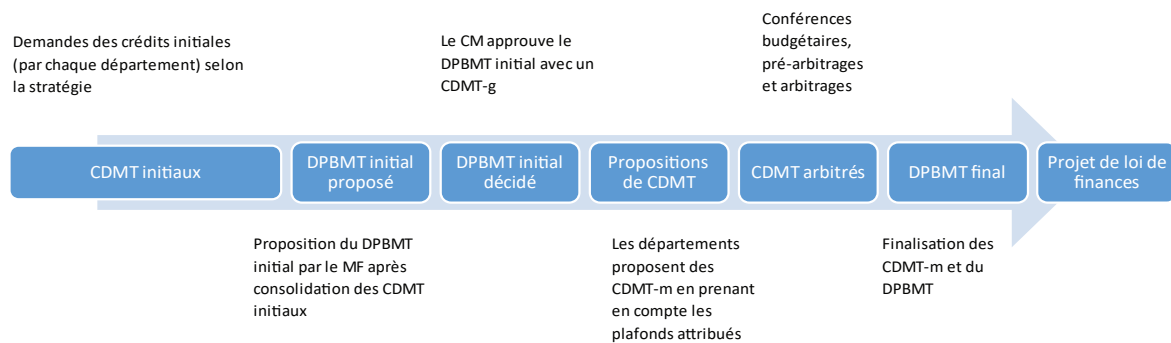 Demandes des crédits initiales
(par chaque département) selon
la stratégie
Le CM approuve le
DPBMT initial avec un
CDMT-g
Conférences
budgétaires,
pré-arbitrages
et arbitrages
CDMT initiaux
DPBMT initial
proposé
DPBMT initial
décidé
Propositions
de CDMT
CDMT arbitrés
DPBMT final
Projet de loi de
finances
Proposition du DPBMT
initial par le MF après
consolidation des CDMT
initiaux
Les départements
proposent des
CDMT-m en prenant
en compte les
plafonds attribués
Finalisation des
CDMT-m et du
DPBMT